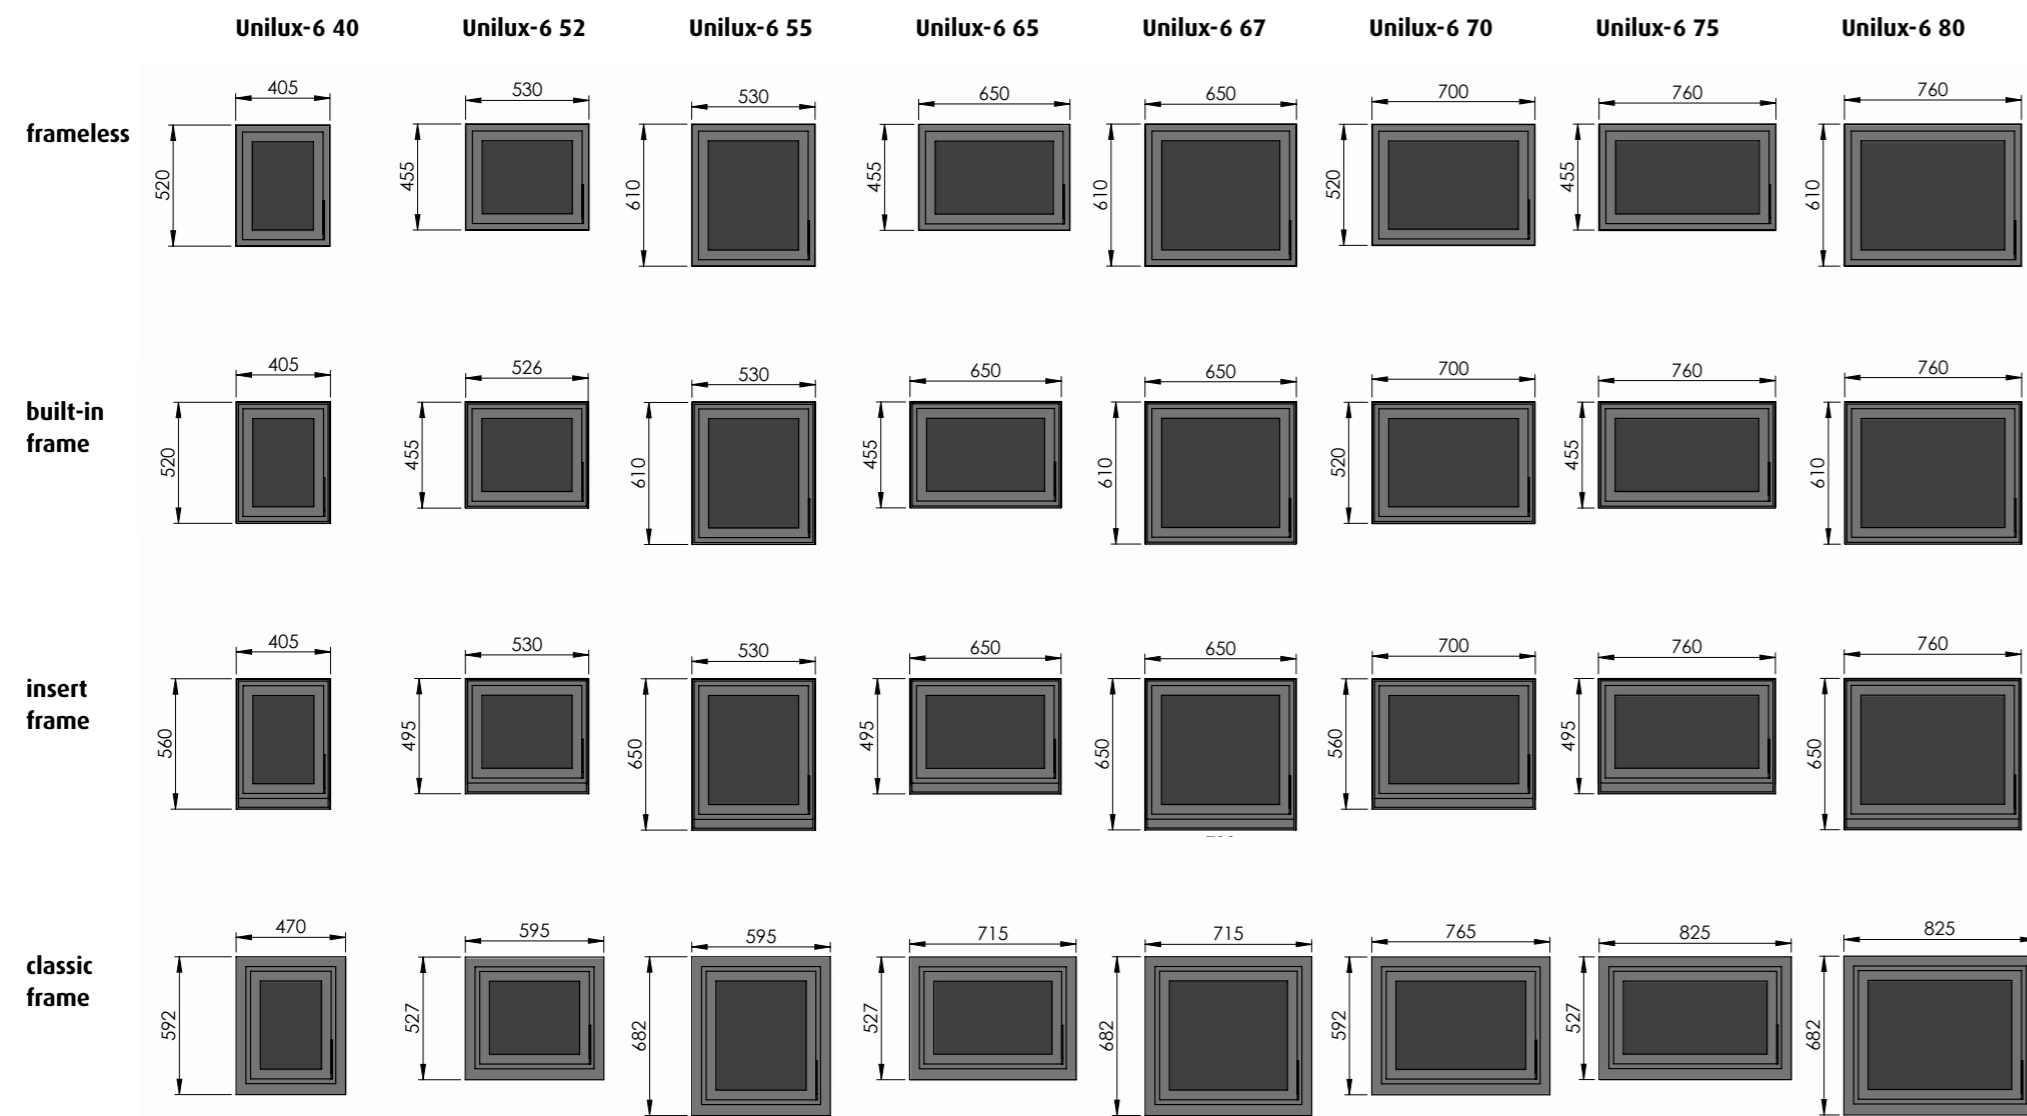 Unilux-6 40 Unilux-6 52 Unilux-6 55 Unilux-6 65 Unilux-6 67 Unilux-6 70 Unilux-6 75 Unilux-6 80
405 530 530 650 650 700 760 760
frameless
520 455 610 455 610 520 455 610
405 526 530 650 650 700 760 760
built-in
frame
520 455 610 455 610 520 455 610
405 530 530 650 650 700 760 760
insert
frame
560 495 650 495 650 560 495 650
470 595 595 715 715 765 825 825
classic
frame
592 527 682 527 682 592 527 682